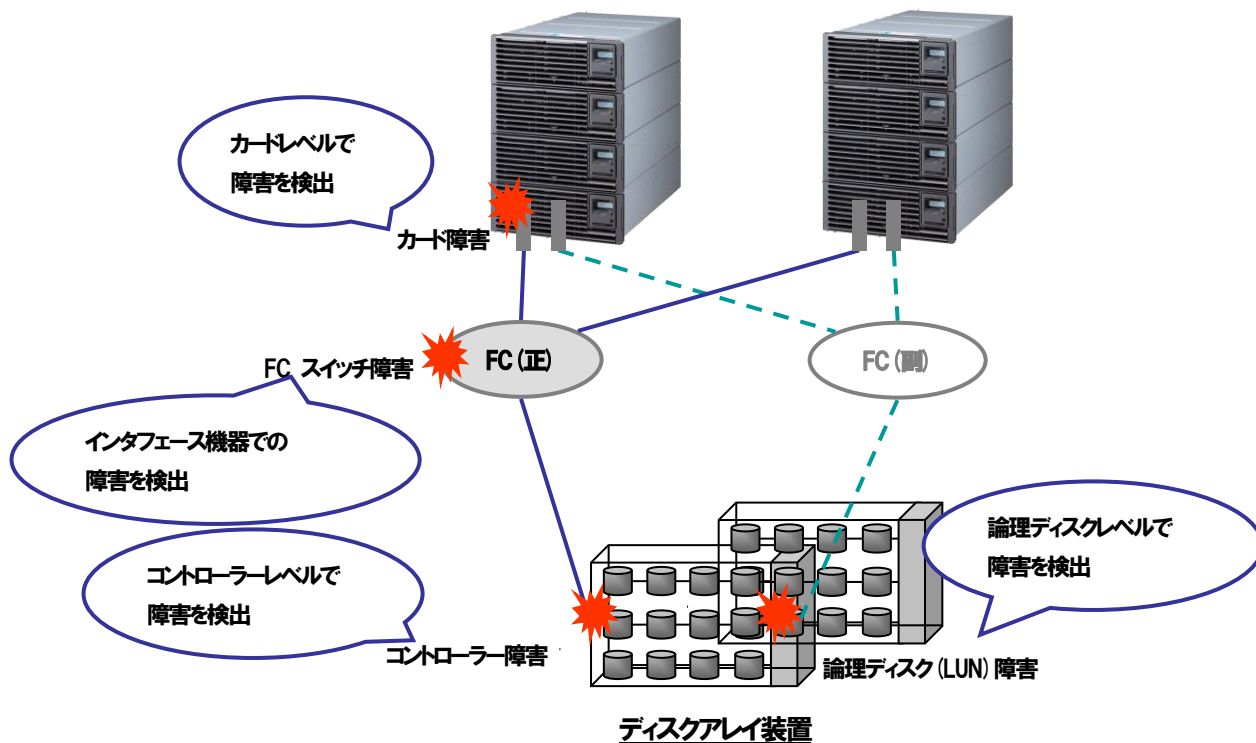 カードレベルで
障害を検出
カード障害
FC スイッチ障害
FC(正)
FC(副)
インタフェース機器での
障害を検出
コントローラーレベルで
障害を検出
コントローラー障害
論理ディスクレベルで
障害を検出
論理ディスク(LUN)障害
ディスクアレイ装置